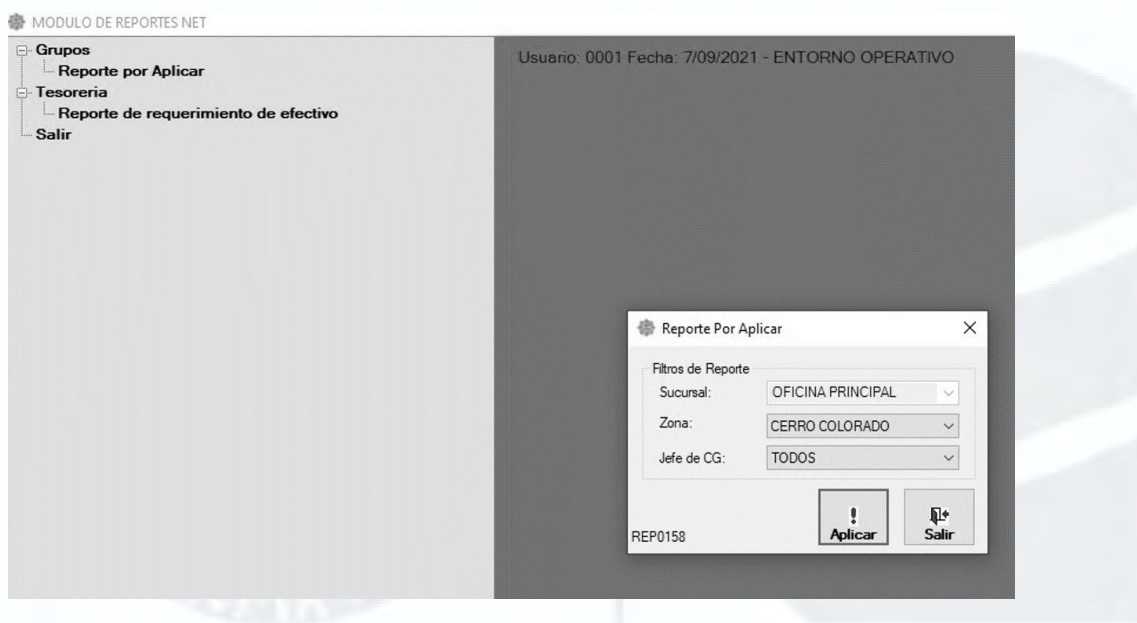 MODULO DE REPORTES NET
Grupos
Reporte por Aplicar
Tesoreria
Reporte de requerimiento de efectivo
Salir
Usuario: 0001 Fecha: 7/09/2021 - ENTORNO OPERATIVO
Reporte Por Aplicar
Filtros de Reporte
Sucursal: OFICINA PRINCIPAL
Zona: CERRO COLORADO
Jefe de CG: TODOS
REP0158 Aplicar Salir